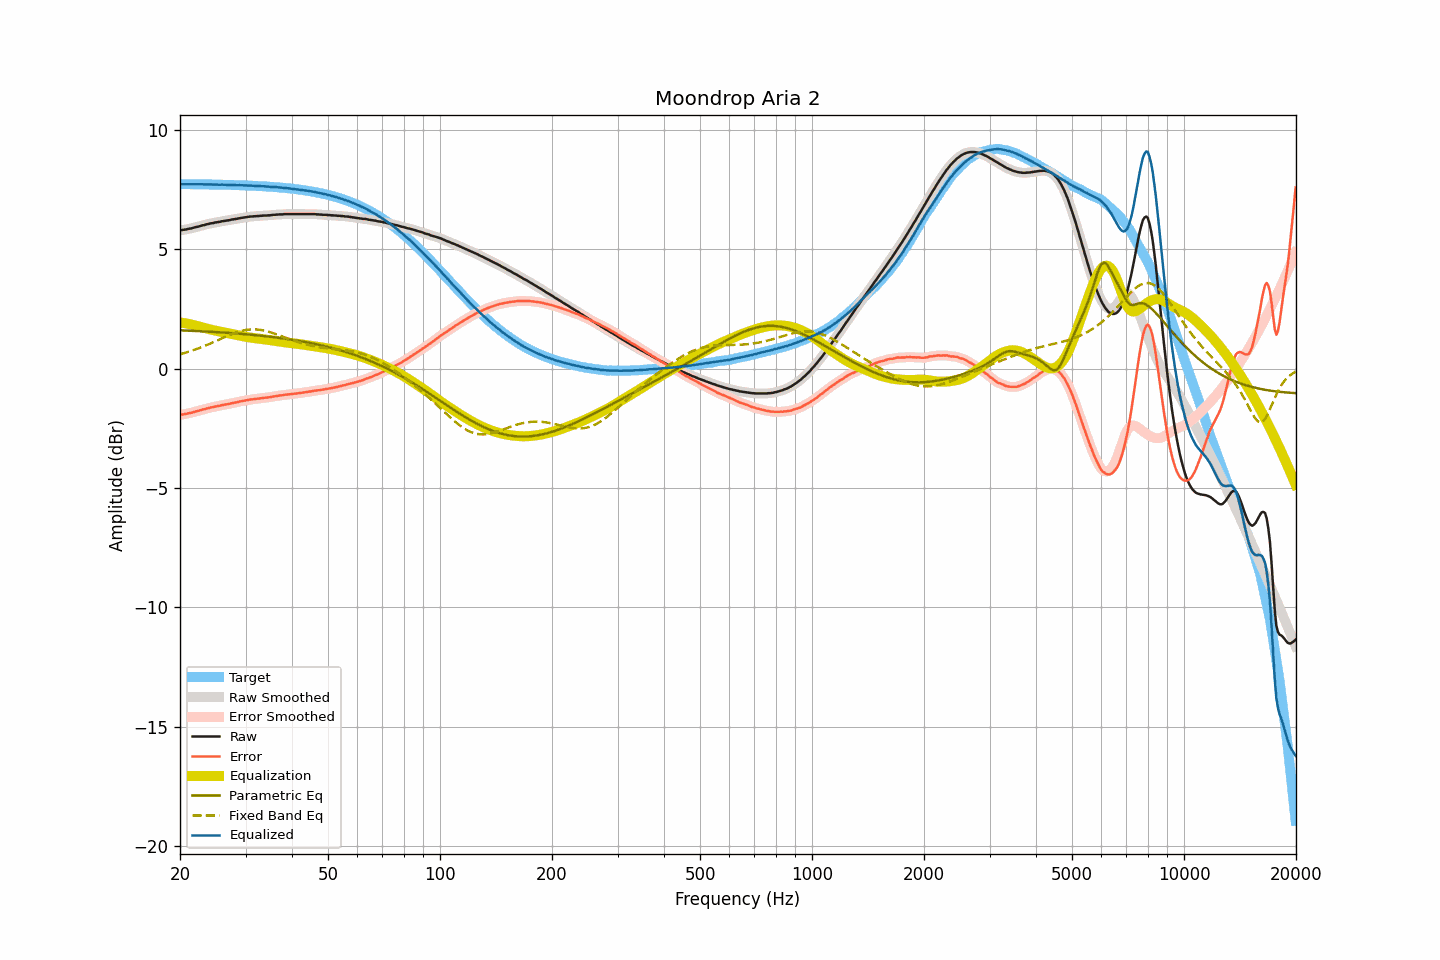 Moondrop Aria 2
10
5
0
−5
−10
−15
−20
Amplitude (dBr)
Target
Raw Smoothed
Error Smoothed
Raw
Error
Equalization
Parametric Eq
Fixed Band Eq
Equalized
20 50 100 200 500 1000 2000 5000 10000 20000
Frequency (Hz)